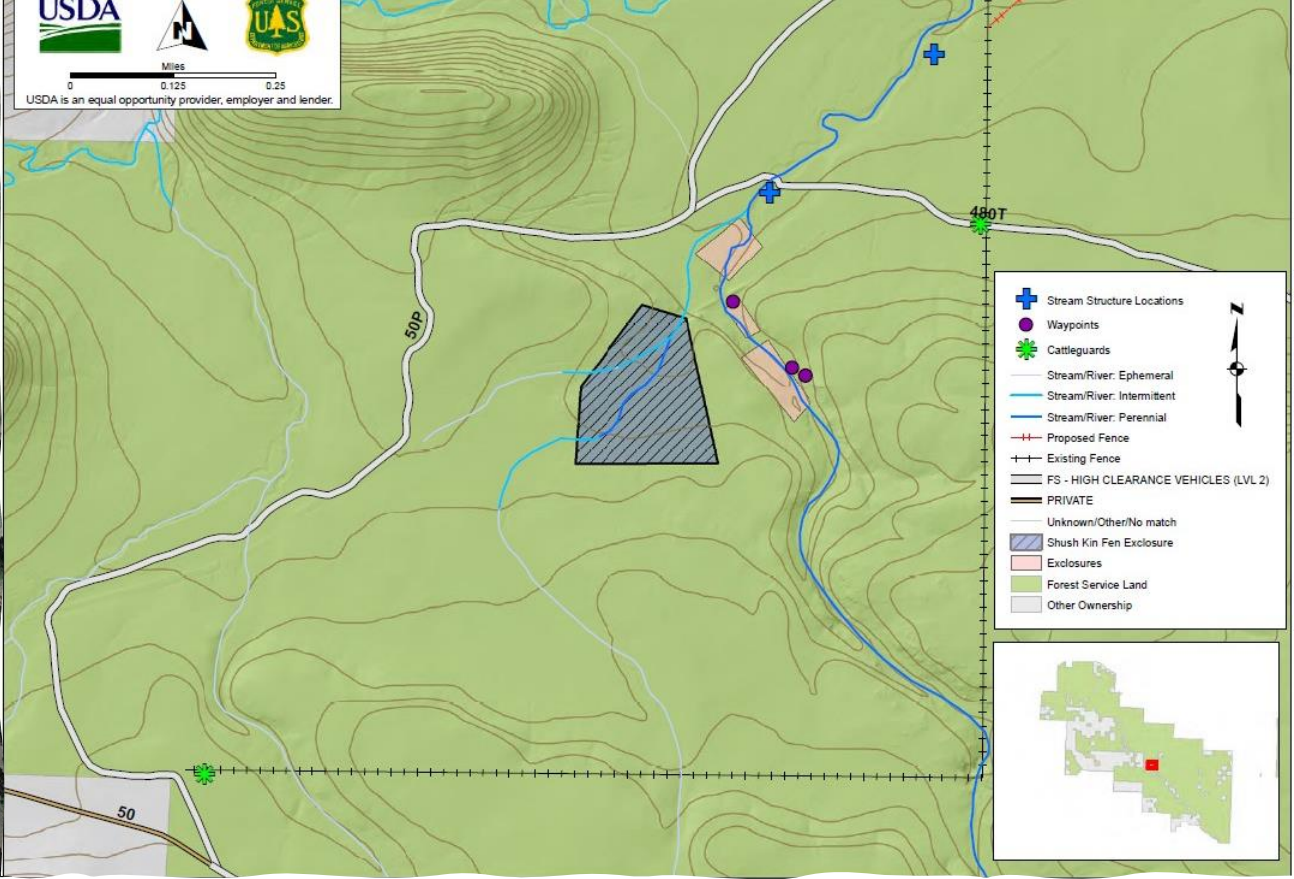 USDA
N
UAS
Miles
0 0.125 0.25
USDA is an equal opportunity provider, employer and lender.
480T
50P
50
N
Stream Structure Locations
Waypoints
Cattleguards
Stream/River: Ephemeral
Stream/River: Intermittent
Stream/River: Perennial
Proposed Fence
Existing Fence
FS - HIGH CLEARANCE VEHICLES (LVL 2)
PRIVATE
Unknown/Other/No match
Shush Kin Fen Exclosure
Exclosures
Forest Service Land
Other Ownership